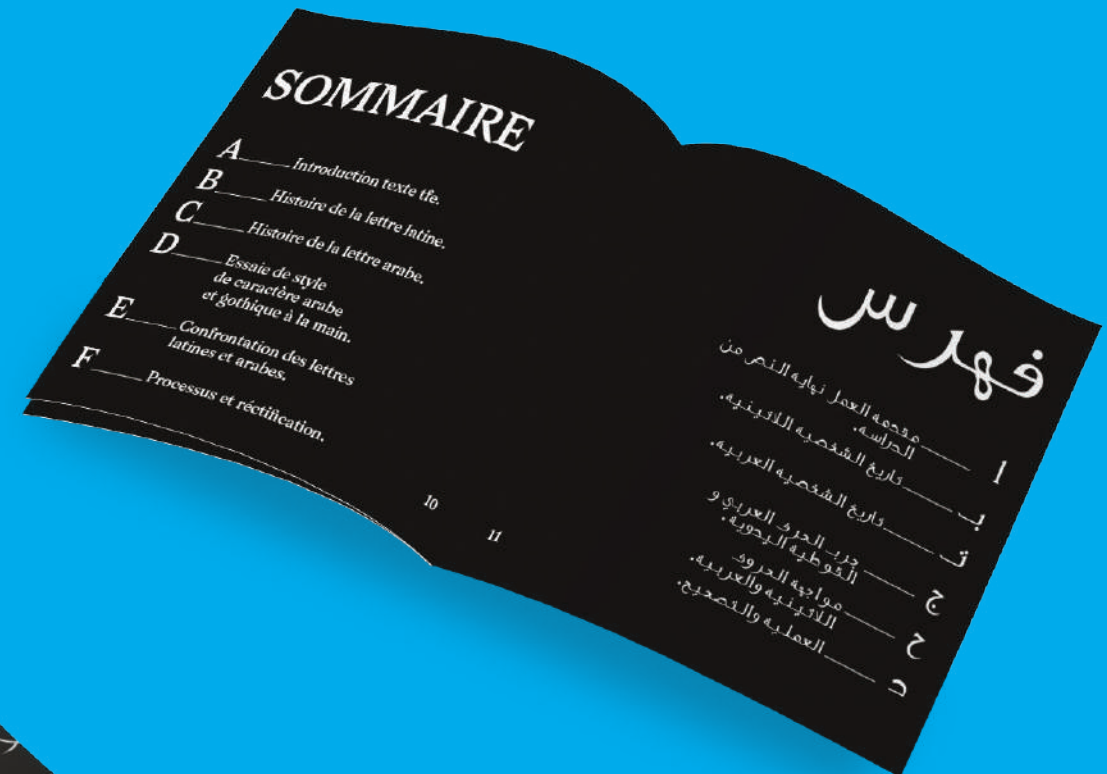 SOMMAIRE
A____ Introduction texte tfe.
B____ Histoire de la lettre latine.
C____ Histoire de la lettre arabe.
D____ Essaie de style
de caractère arabe
et gothique à la main.
E____ Confrontation des lettres
latines et arabes.
F____ Processus et réctification.
10
فهرس
ا ____ مقدمة العمل نهاية النص من
الدراسة.
ب ____ تاريخ الشخصية اللاتينية.
ت ____ تاريخ الشخصية العربية.
ج ____ جرب الحرف العربي و
القوطية اليدوية.
ح ____ مواجهة الحروف
اللاتينية والعربية.
د ____ العملية والتصحيح.
11